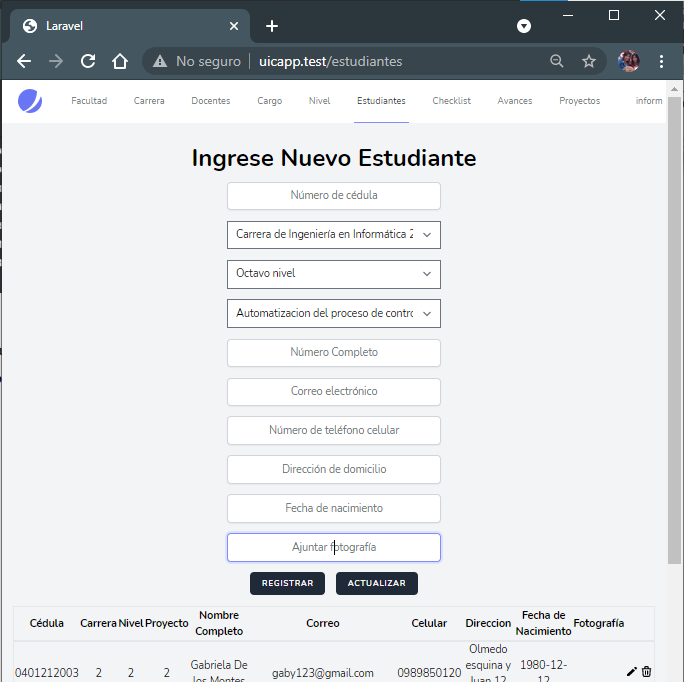 Laravel
No seguro | uicapp.test/estudiantes
Facultad Carrera Docentes Cargo Nivel Estudiantes Checklist Avances Proyectos inform
Ingrese Nuevo Estudiante
Número de cédula
Carrera de Ingeniería en Informática 2
Octavo nivel
Automatizacion del proceso de contro
Número Completo
Correo electrónico
Número de teléfono celular
Dirección de domicilio
Fecha de nacimiento
Ajuntar fotografía
REGISTRAR ACTUALIZAR
Cédula Carrera Nivel Proyecto Nombre Completo Correo Celular Direccion Fecha de Nacimiento Fotografía
0401212003 2 2 2 Gabriela De los Montes gaby123@gmail.com 0989850120 Olmedo esquina y Juan 12 1980-12-12